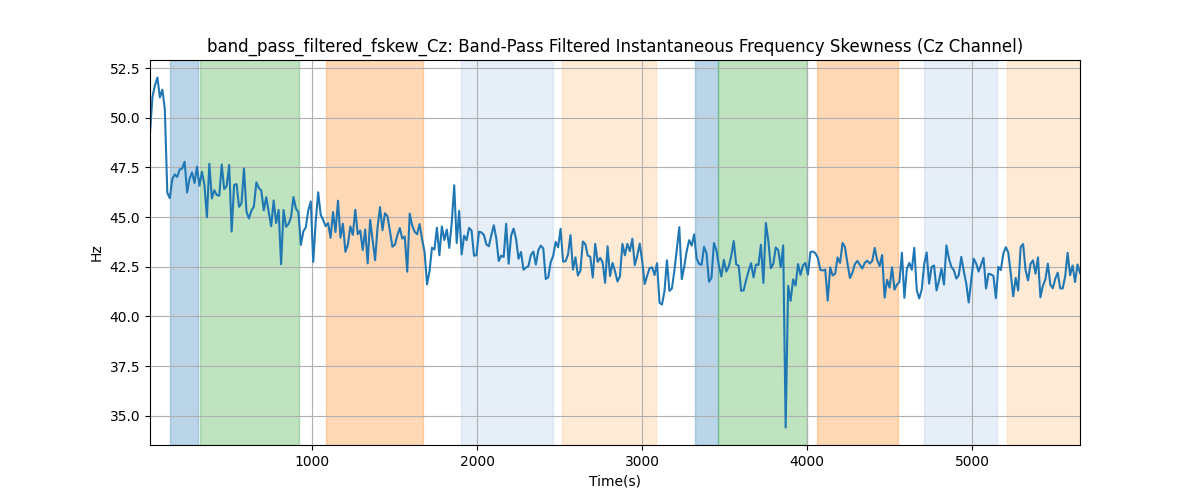 band_pass_filtered_fskew_Cz: Band-Pass Filtered Instantaneous Frequency Skewness (Cz Channel)
52.5
50.0
47.5
45.0
42.5
40.0
37.5
35.0
Hz
1000 2000 3000 4000 5000
Time(s)